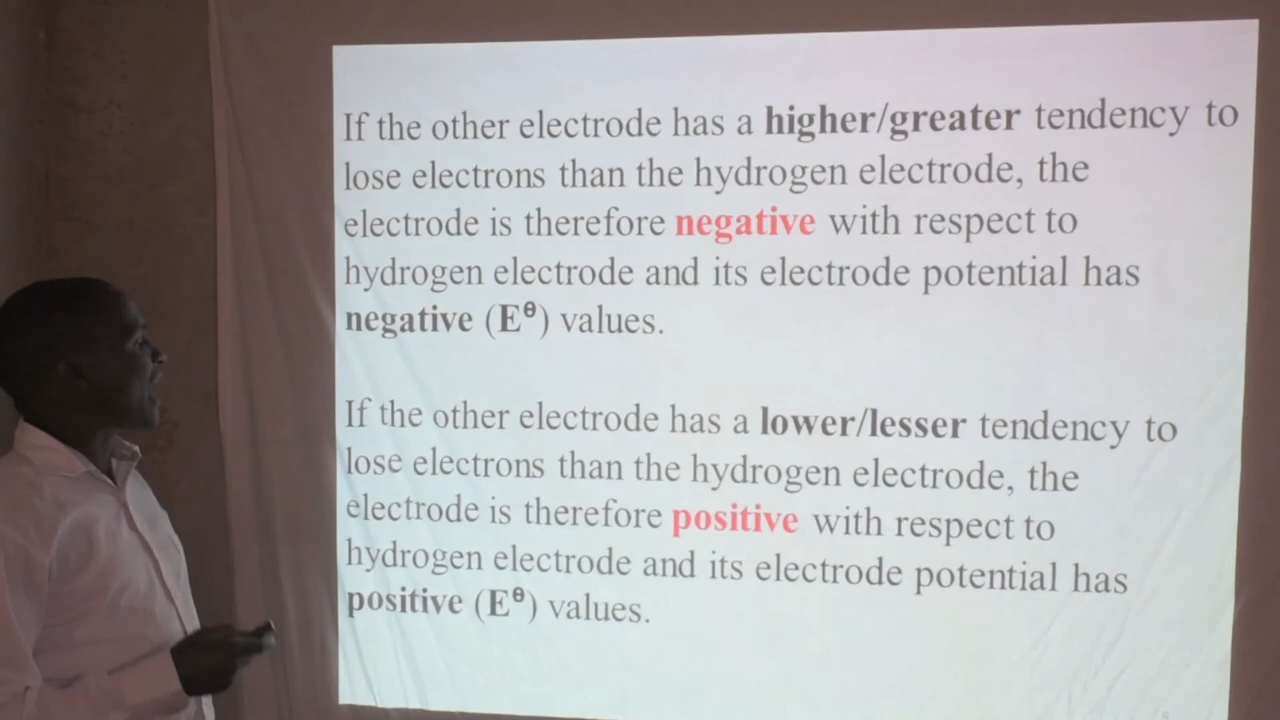 If the other electrode has a higher/greater tendency to
lose electrons than the hydrogen electrode, the
electrode is therefore negative with respect to
hydrogen electrode and its electrode potential has
negative (Eᶿ) values.
If the other electrode has a lower/lesser tendency to
lose electrons than the hydrogen electrode, the
electrode is therefore positive with respect to
hydrogen electrode and its electrode potential has
positive (Eᶿ) values.